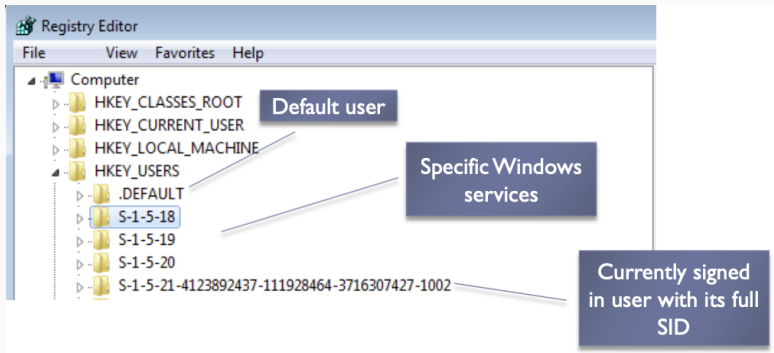 Registry Editor
File View Favorites Help
Computer
HKEY_CLASSES_ROOT
HKEY_CURRENT_USER
HKEY_LOCAL_MACHINE
HKEY_USERS
.DEFAULT
S-1-5-18
S-1-5-19
S-1-5-20
S-1-5-21-4123892437-111928464-3716307427-1002
Default user
Specific Windows
services
Currently signed
in user with its full
SID